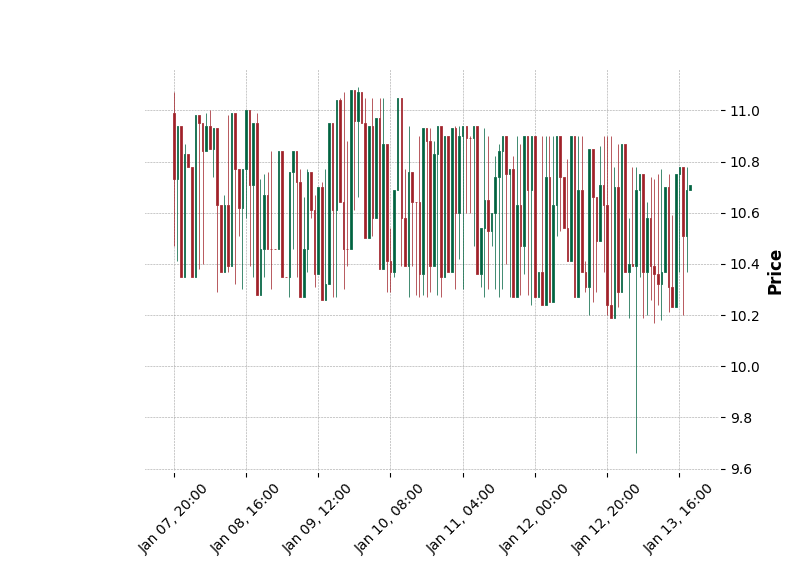 11.0
10.8
10.6
10.4
10.2
10.0
9.8
9.6
Price
Jan 07, 20:00
Jan 08, 16:00
Jan 09, 12:00
Jan 10, 08:00
Jan 11, 04:00
Jan 12, 00:00
Jan 12, 20:00
Jan 13, 16:00